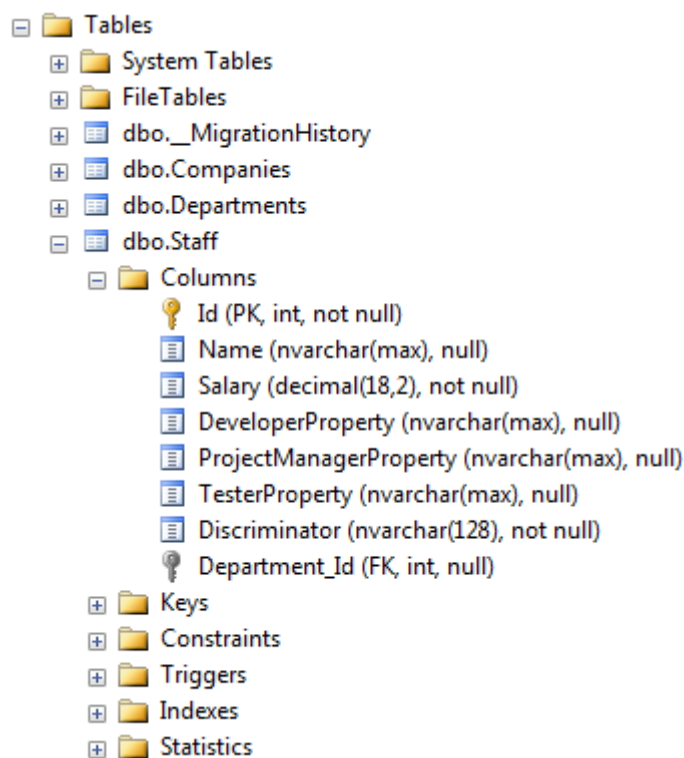 Tables
System Tables
FileTables
dbo.__MigrationHistory
dbo.Companies
dbo.Departments
dbo.Staff
Columns
Id (PK, int, not null)
Name (nvarchar(max), null)
Salary (decimal(18,2), not null)
DeveloperProperty (nvarchar(max), null)
ProjectManagerProperty (nvarchar(max), null)
TesterProperty (nvarchar(max), null)
Discriminator (nvarchar(128), not null)
Department_Id (FK, int, null)
Keys
Constraints
Triggers
Indexes
Statistics